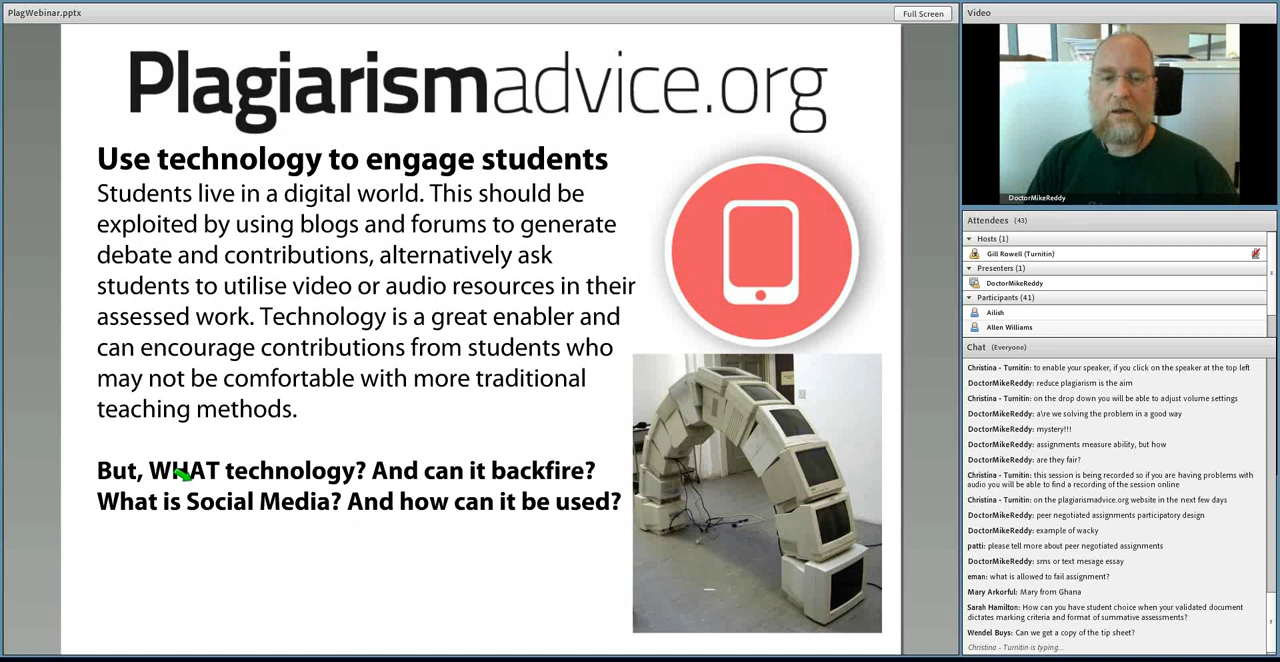 PlagWebinar.pptx
Full Screen
Plagiarismadvice.org
Use technology to engage students
Students live in a digital world. This should be
exploited by using blogs and forums to generate
debate and contributions, alternatively ask
students to utilise video or audio resources in their
assessed work. Technology is a great enabler and
can encourage contributions from students who
may not be comfortable with more traditional
teaching methods.
But, WHAT technology? And can it backfire?
What is Social Media? And how can it be used?
Video
DoctorMikeReddy
Attendees (43)
Hosts (1)
Gill Rowell (Turnitin)
Presenters (1)
DoctorMikeReddy
Participants (41)
Ailish
Allen Williams
Chat (Everyone)
Christina - Turnitin: to enable your speaker, if you click on the speaker at the top left
DoctorMikeReddy: reduce plagiarism is the aim
Christina - Turnitin: on the drop down you will be able to adjust volume settings
DoctorMikeReddy: a\re we solving the problem in a good way
DoctorMikeReddy: mystery!!!
DoctorMikeReddy: assignments measure ability, but how
DoctorMikeReddy: are they fair?
Christina - Turnitin: this session is being recorded so if you are having problems with
audio you will be able to find a recording of the session online
Christina - Turnitin: on the plagiarismadvice.org website in the next few days
DoctorMikeReddy: peer negotiated assignments participatory design
DoctorMikeReddy: example of wacky
patti: please tell more about peer negotiated assignments
DoctorMikeReddy: sms or text mesage essay
eman: what is allowed to fail assignment?
Mary Arkorful: Mary from Ghana
Sarah Hamilton: How can you have student choice when your validated document
dictates marking criteria and format of summative assessments?
Wendel Buys: Can we get a copy of the tip sheet?
Christina - Turnitin is typing...